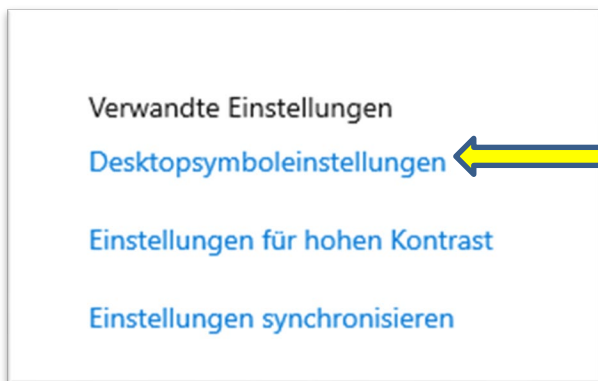 Verwandte Einstellungen
Desktopsymboleinstellungen
Einstellungen für hohen Kontrast
Einstellungen synchronisieren